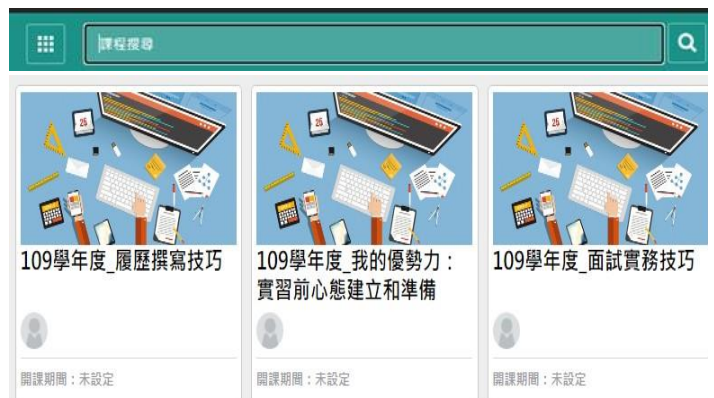 課程搜尋
26
26
26
109學年度_履歷撰寫技巧
109學年度_我的優勢力：
實習前心態建立和準備
109學年度_面試實務技巧
開課期間：未設定
開課期間：未設定
開課期間：未設定